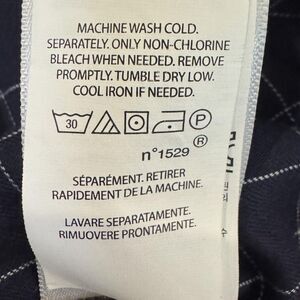 MACHINE WASH COLD.
SEPARATELY. ONLY NON-CHLORINE
BLEACH WHEN NEEDED. REMOVE
PROMPTLY. TUMBLE DRY LOW.
COOL IRON IF NEEDED.
30 P
n°1529 ®
SÉPARÉMENT. RETIRER
RAPIDEMENT DE LA MACHINE.
LAVARE SEPARATAMENTE.
RIMUOVERE PRONTAMENTE.